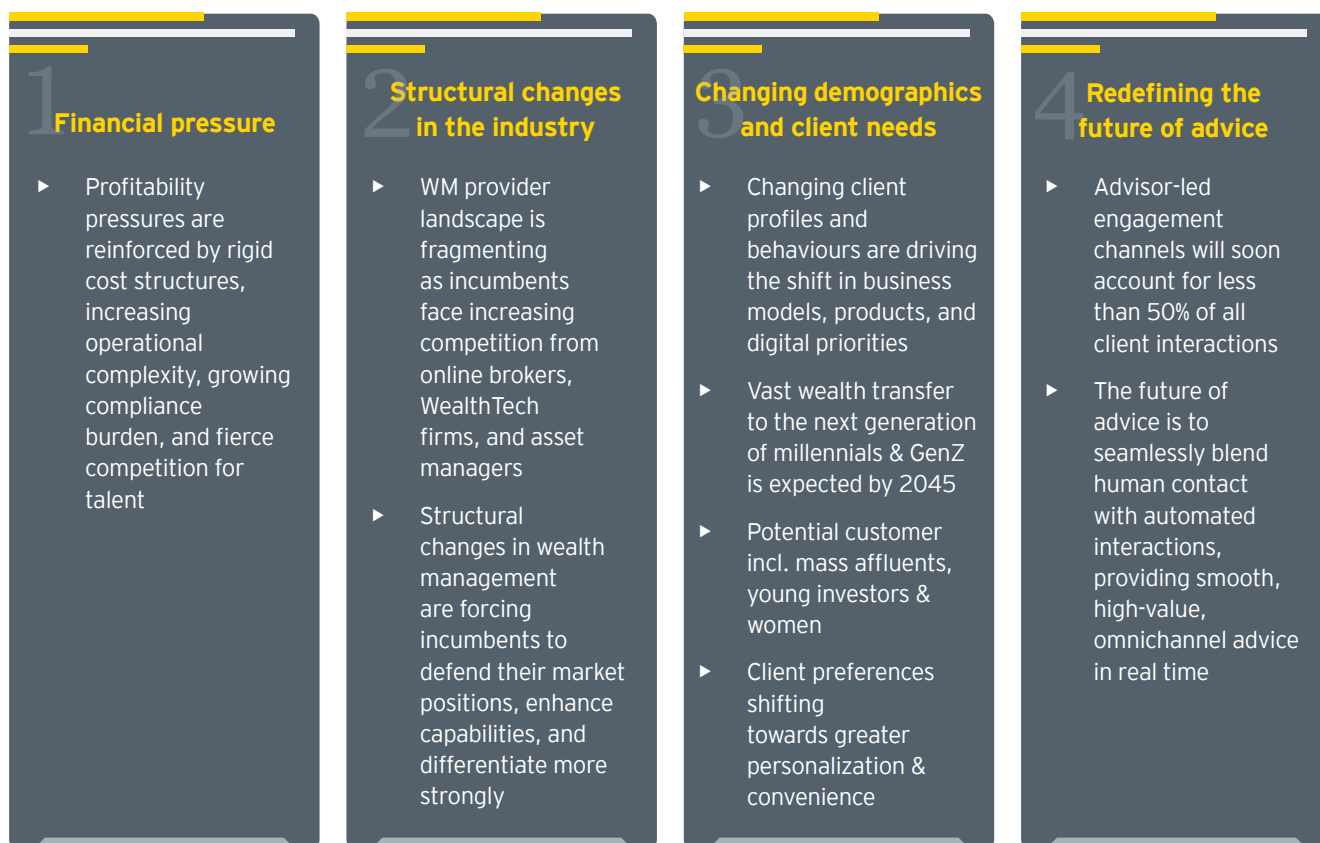 1
Financial pressure
▶ Profitability
pressures are
reinforced by rigid
cost structures,
increasing
operational
complexity, growing
compliance
burden, and fierce
competition for
talent
2
Structural changes
in the industry
▶ WM provider
landscape is
fragmenting
as incumbents
face increasing
competition from
online brokers,
WealthTech
firms, and asset
managers
▶ Structural
changes in wealth
management
are forcing
incumbents to
defend their market
positions, enhance
capabilities, and
differentiate more
strongly
3
Changing demographics
and client needs
▶ Changing client
profiles and
behaviours are driving
the shift in business
models, products, and
digital priorities
▶ Vast wealth transfer
to the next generation
of millennials & GenZ
is expected by 2045
▶ Potential customer
incl. mass affluents,
young investors &
women
▶ Client preferences
shifting
towards greater
personalization &
convenience
4
Redefining the
future of advice
▶ Advisor-led
engagement
channels will soon
account for less
than 50% of all
client interactions
▶ The future of
advice is to
seamlessly blend
human contact
with automated
interactions,
providing smooth,
high-value,
omnichannel advice
in real time